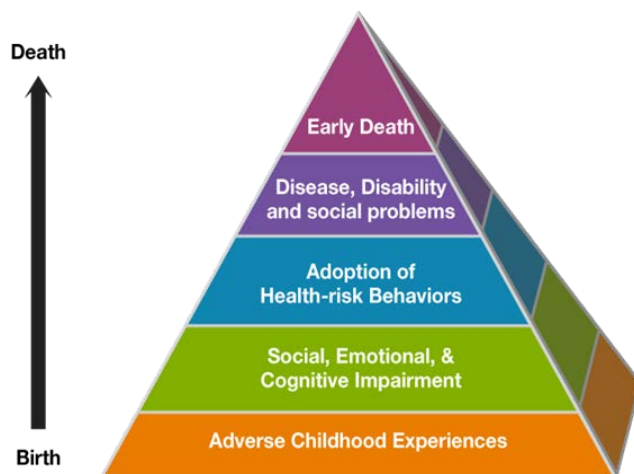 Death
Early Death
Disease, Disability
and social problems
Adoption of
Health-risk Behaviors
Social, Emotional, &
Cognitive Impairment
Adverse Childhood Experiences
Birth